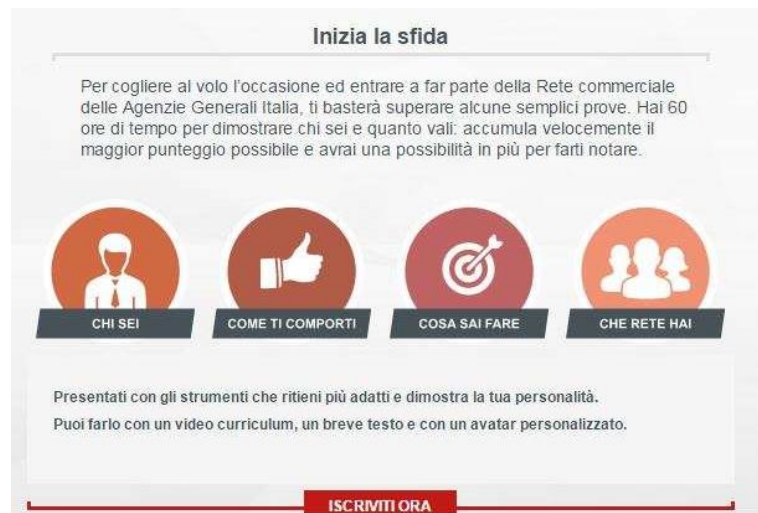 Inizia la sfida
Per cogliere al volo l'occasione ed entrare a far parte della Rete commerciale
delle Agenzie Generali Italia, ti basterà superare alcune semplici prove. Hai 60
ore di tempo per dimostrare chi sei e quanto vali: accumula velocemente il
maggior punteggio possibile e avrai una possibilità in più per farti notare.
CHI SEI
COME TI COMPORTI
COSA SAI FARE
CHE RETE HAI
Presentati con gli strumenti che ritieni più adatti e dimostra la tua personalità.
Puoi farlo con un video curriculum, un breve testo e con un avatar personalizzato.
ISCRIVITI ORA